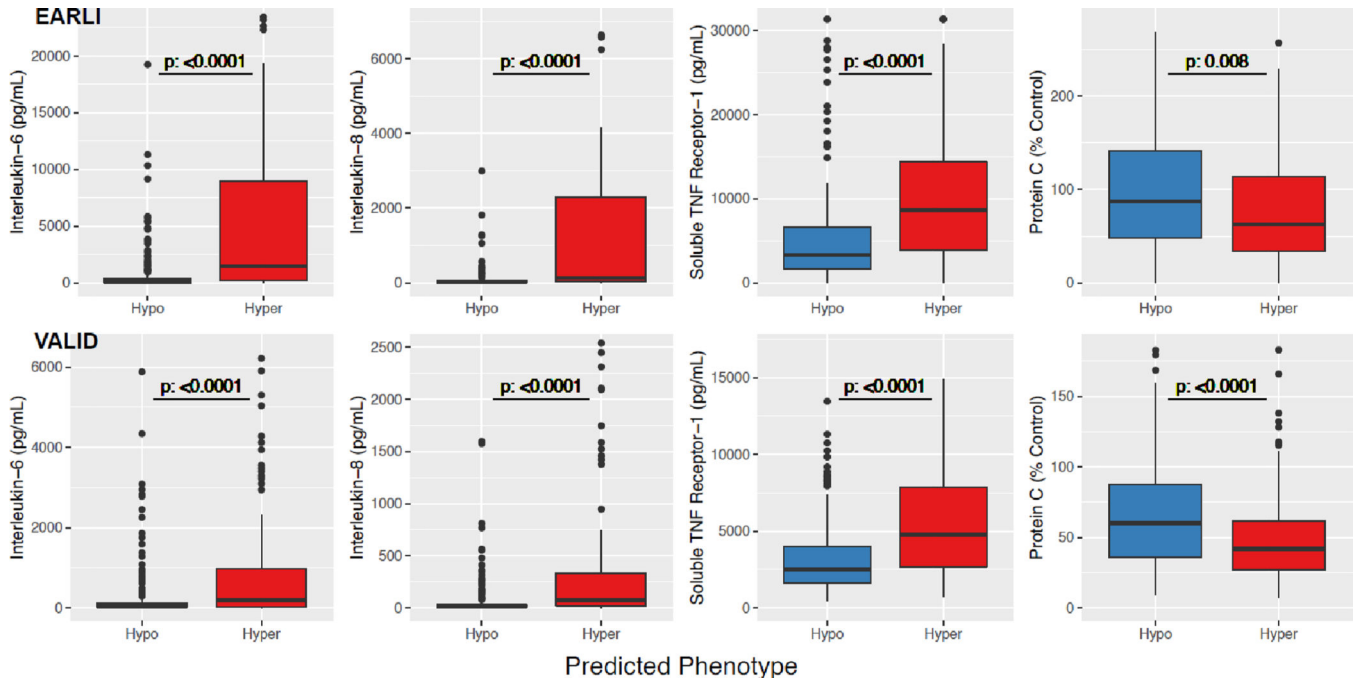 EARLI
Interleukin-6 (pg/mL)
20000
15000
10000
5000
0
p: <0.0001
Hypo
Hyper
Interleukin-8 (pg/mL)
8000
6000
4000
2000
0
p: <0.0001
Hypo
Hyper
Soluble TNF Receptor-1 (pg/mL)
30000
20000
10000
0
p: <0.0001
Hypo
Hyper
Protein C (% Control)
200
100
0
p: 0.008
Hypo
Hyper
VALID
Interleukin-6 (pg/mL)
6000
4000
2000
0
p: <0.0001
Hypo
Hyper
Interleukin-8 (pg/mL)
2500
2000
1500
1000
500
0
p: <0.0001
Hypo
Hyper
Soluble TNF Receptor-1 (pg/mL)
15000
10000
5000
0
p: <0.0001
Hypo
Hyper
Protein C (% Control)
150
100
50
0
p: <0.0001
Hypo
Hyper
Predicted Phenotype